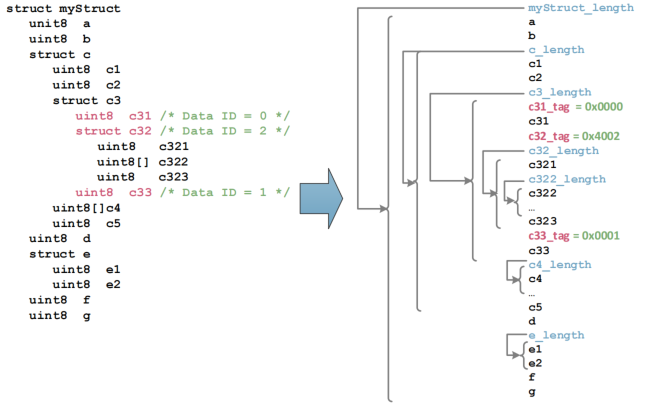 struct myStruct
unit8 a
uint8 b
struct c
uint8 c1
uint8 c2
struct c3
uint8 c31 /* Data ID = 0 */
struct c32 /* Data ID = 2 */
uint8 c321
uint8[] c322
uint8 c323
uint8 c33 /* Data ID = 1 */
uint8[]c4
uint8 c5
uint8 d
struct e
uint8 e1
uint8 e2
uint8 f
uint8 g
myStruct_length
a
b
c_length
c1
c2
c3_length
c31_tag = 0x0000
c31
c32_tag = 0x4002
c32_length
c321
c322_length
c322
…
c323
c33_tag = 0x0001
c33
c4_length
c4
…
c5
d
e_length
e1
e2
f
g